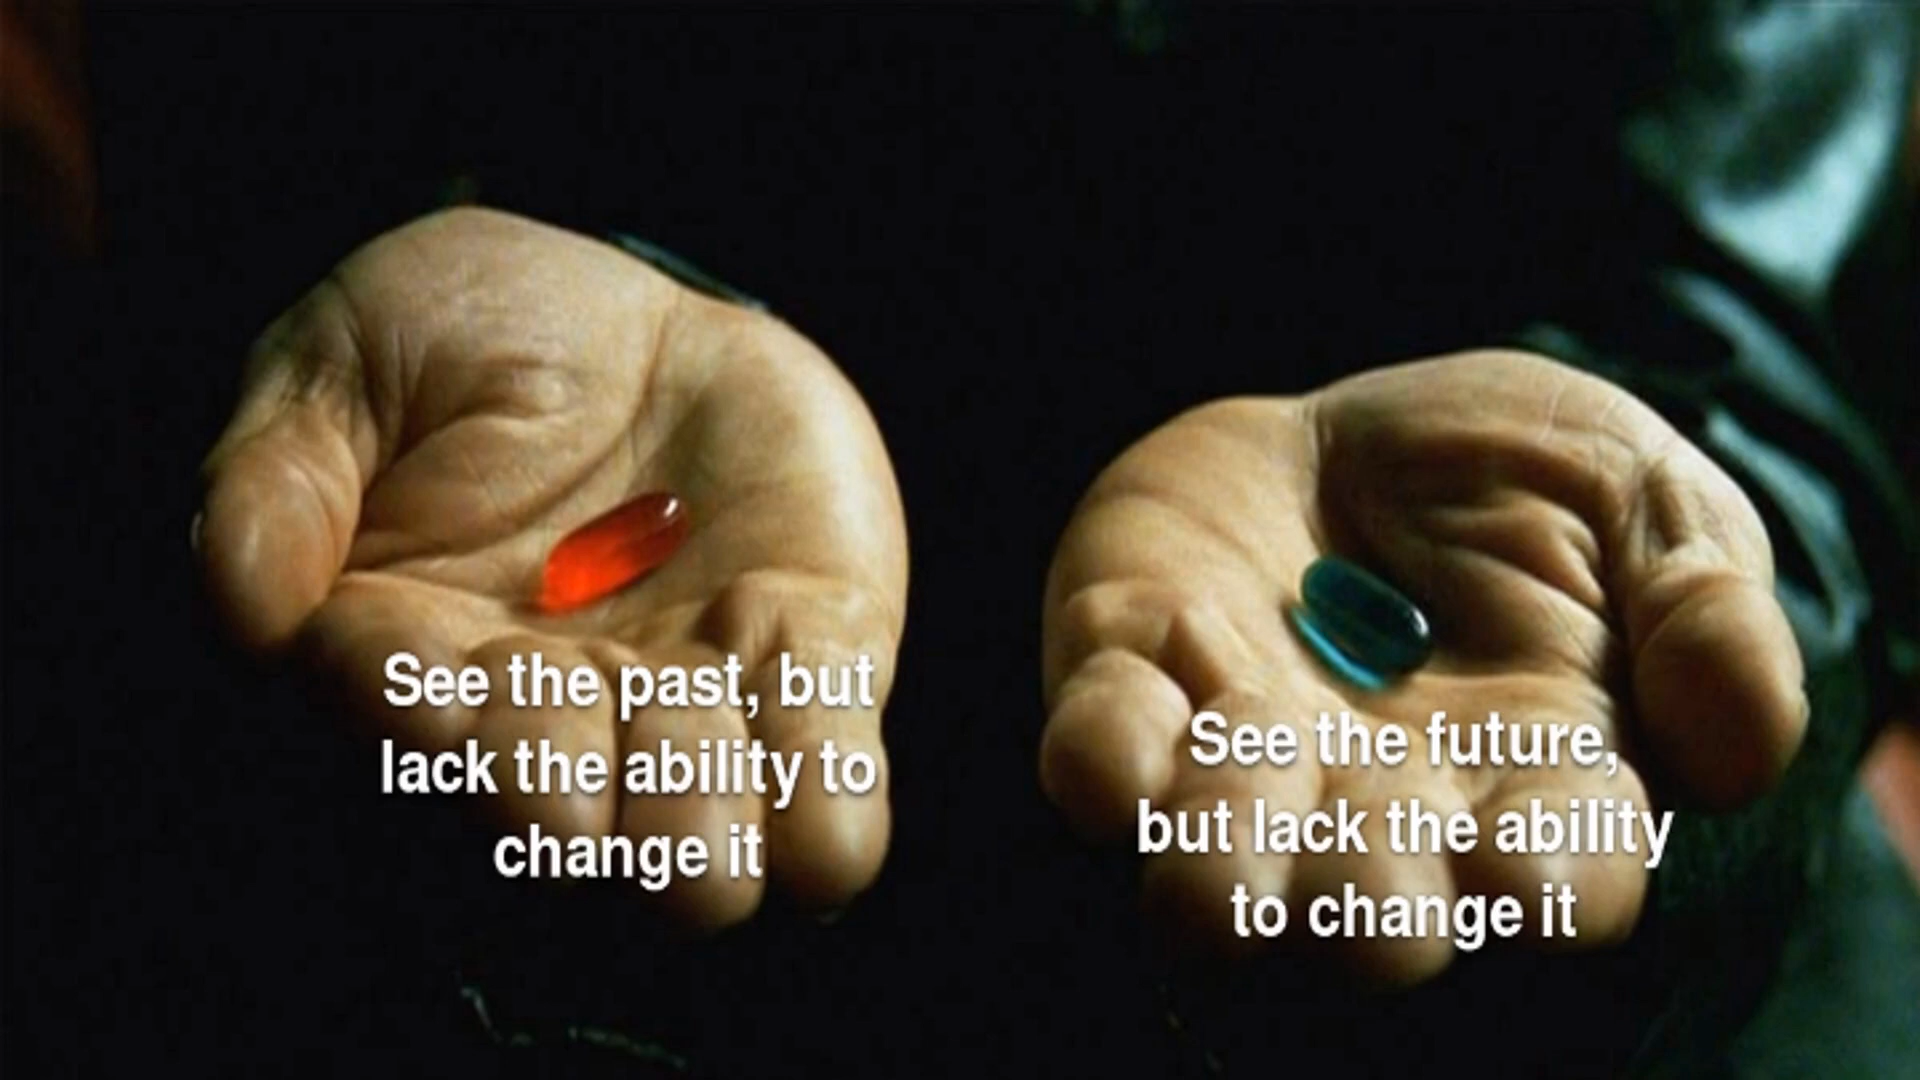 See the past, but
lack the ability to
change it
See the future,
but lack the ability
to change it